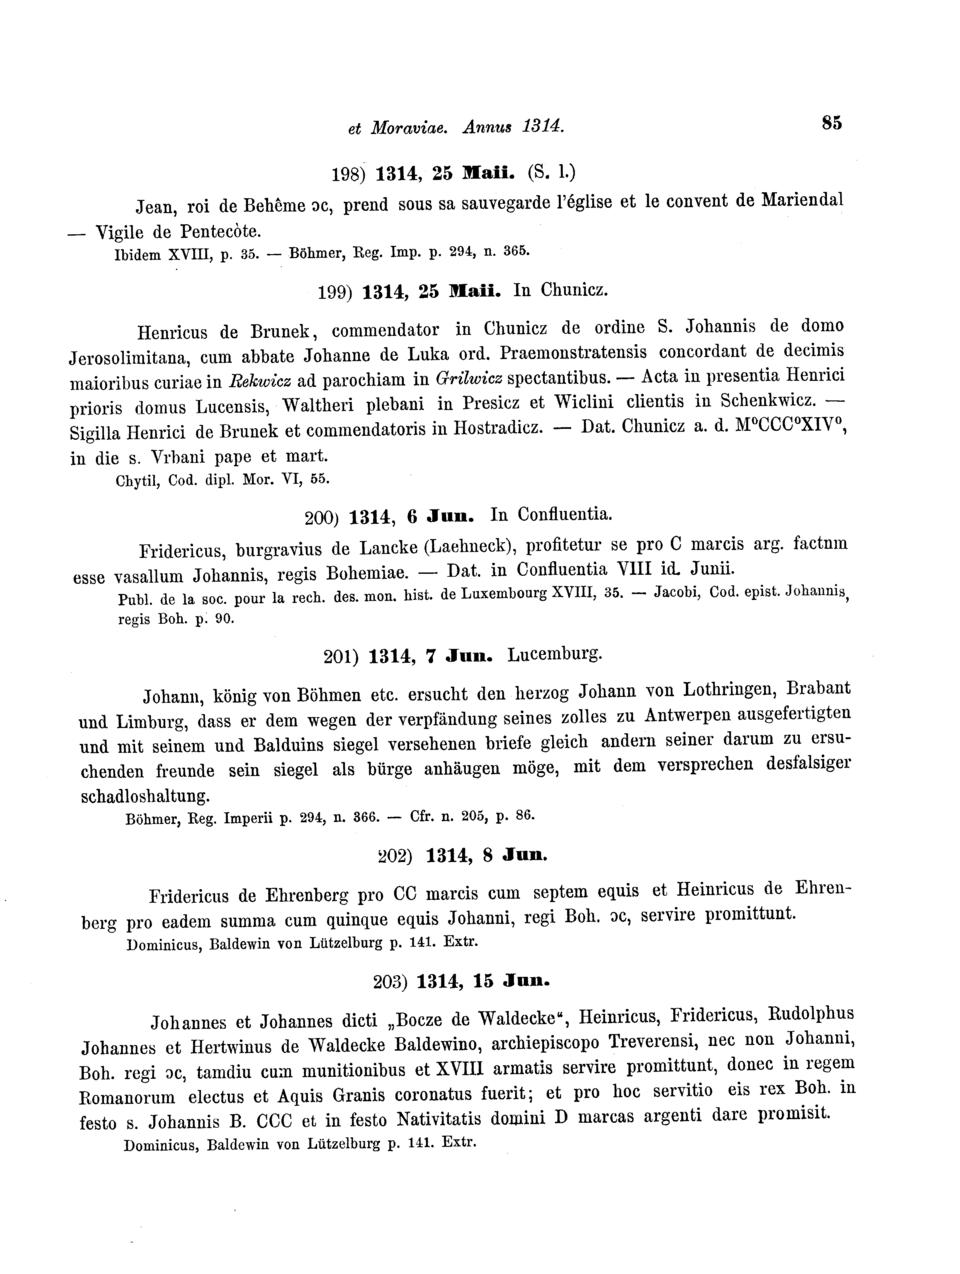 et Moraviae. Annus 1314. 85
198) 1314, 25 Maii. (S. l.)
Jean, roi de Behême ɔc, prend sous sa sauvegarde l'église et le convent de Mariendal
— Vigile de Pentecòte.
Ibidem XVIII, p. 35. — Böhmer, Reg. Imp. p. 294, n. 365.
199) 1314, 25 Maii. In Chunicz.
Henricus de Brunek, commendator in Chunicz de ordine S. Johannis de domo
Jerosolimitana, cum abbate Johanne de Luka ord. Praemonstratensis concordant de decimis
maioribus curiae in Rekwicz ad parochiam in Grilwicz spectantibus. — Acta in presentia Henrici
prioris domus Lucensis, Waltheri plebani in Presicz et Wiclini clientis in Schenkwicz. —
Sigilla Henrici de Brunek et commendatoris in Hostradicz. — Dat. Chunicz a. d. M⁰CCC⁰XIV⁰,
in die s. Vrbani pape et mart.
Chytil, Cod. dipl. Mor. VI, 55.
200) 1314, 6 Jun. In Confluentia.
Fridericus, burgravius de Lancke (Laehneck), profitetur se pro C marcis arg. factnm
esse vasallum Johannis, regis Bohemiae. — Dat. in Confluentia VIII id. Junii.
Publ. de la soc. pour la rech. des. mon. hist. de Luxembourg XVIII, 35. — Jacobi, Cod. epist. Johannis,
regis Boh. p. 90.
201) 1314, 7 Jun. Lucemburg.
Johann, könig von Böhmen etc. ersucht den herzog Johann von Lothringen, Brabant
und Limburg, dass er dem wegen der verpfändung seines zolles zu Antwerpen ausgefertigten
und mit seinem und Balduins siegel versehenen briefe gleich andern seiner darum zu ersu-
chenden freunde sein siegel als bürge anhäugen möge, mit dem versprechen desfalsiger
schadloshaltung.
Böhmer, Reg. Imperii p. 294, n. 366. — Cfr. n. 205, p. 86.
202) 1314, 8 Jun.
Fridericus de Ehrenberg pro CC marcis cum septem equis et Heinricus de Ehren-
berg pro eadem summa cum quinque equis Johanni, regi Boh. ɔc, servire promittunt.
Dominicus, Baldewin von Lützelburg p. 141. Extr.
203) 1314, 15 Jun.
Johannes et Johannes dicti „Bocze de Waldecke“, Heinricus, Fridericus, Rudolphus
Johannes et Hertwinus de Waldecke Baldewino, archiepiscopo Treverensi, nec non Johanni,
Boh. regi ɔc, tamdiu cum munitionibus et XVIII armatis servire promittunt, donec in regem
Romanorum electus et Aquis Granis coronatus fuerit; et pro hoc servitio eis rex Boh. in
festo s. Johannis B. CCC et in festo Nativitatis domini D marcas argenti dare promisit.
Dominicus, Baldewin von Lützelburg p. 141. Extr.